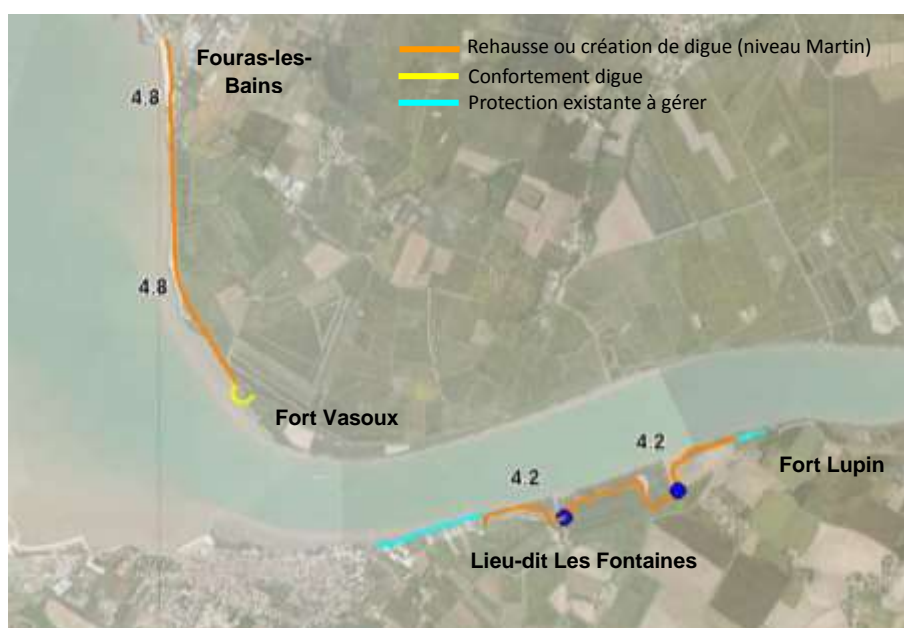 Fouras-les-
Bains
Rehausse ou création de digue (niveau Martin)
Confortement digue
Protection existante à gérer
4.8
4.8
Fort Vasoux
4.2
4.2
Fort Lupin
Lieu-dit Les Fontaines